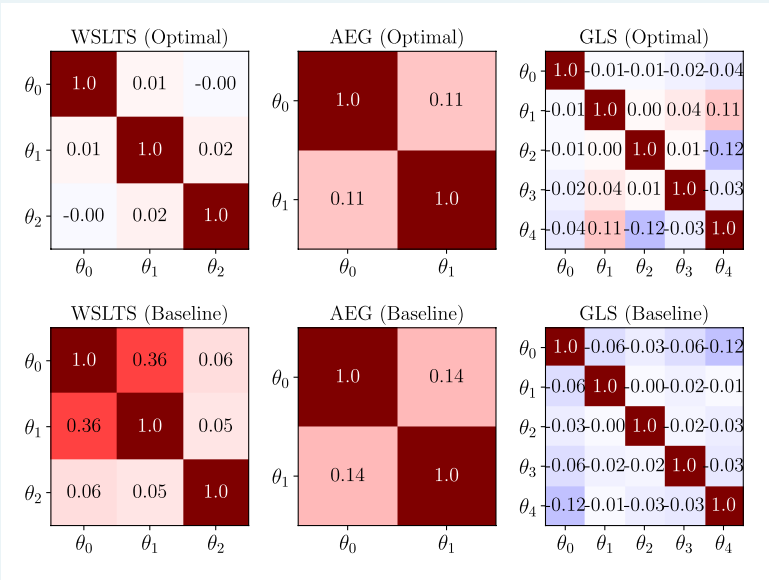 WSLTS (Optimal)
θ0 1.0 0.01 -0.00
θ1 0.01 1.0 0.02
θ2 -0.00 0.02 1.0
θ0 θ1 θ2
AEG (Optimal)
θ0 1.0 0.11
θ1 0.11 1.0
θ0 θ1
GLS (Optimal)
θ0 1.0 -0.01 -0.01 -0.02 -0.04
θ1 -0.01 1.0 0.00 0.04 0.11
θ2 -0.01 0.00 1.0 0.01 -0.12
θ3 -0.02 0.04 0.01 1.0 -0.03
θ4 -0.04 0.11 -0.12 -0.03 1.0
θ0 θ1 θ2 θ3 θ4
WSLTS (Baseline)
θ0 1.0 0.36 0.06
θ1 0.36 1.0 0.05
θ2 0.06 0.05 1.0
θ0 θ1 θ2
AEG (Baseline)
θ0 1.0 0.14
θ1 0.14 1.0
θ0 θ1
GLS (Baseline)
θ0 1.0 -0.06 -0.03 -0.06 -0.12
θ1 -0.06 1.0 -0.00 -0.02 -0.01
θ2 -0.03 -0.00 1.0 -0.02 -0.03
θ3 -0.06 -0.02 -0.02 1.0 -0.03
θ4 -0.12 -0.01 -0.03 -0.03 1.0
θ0 θ1 θ2 θ3 θ4